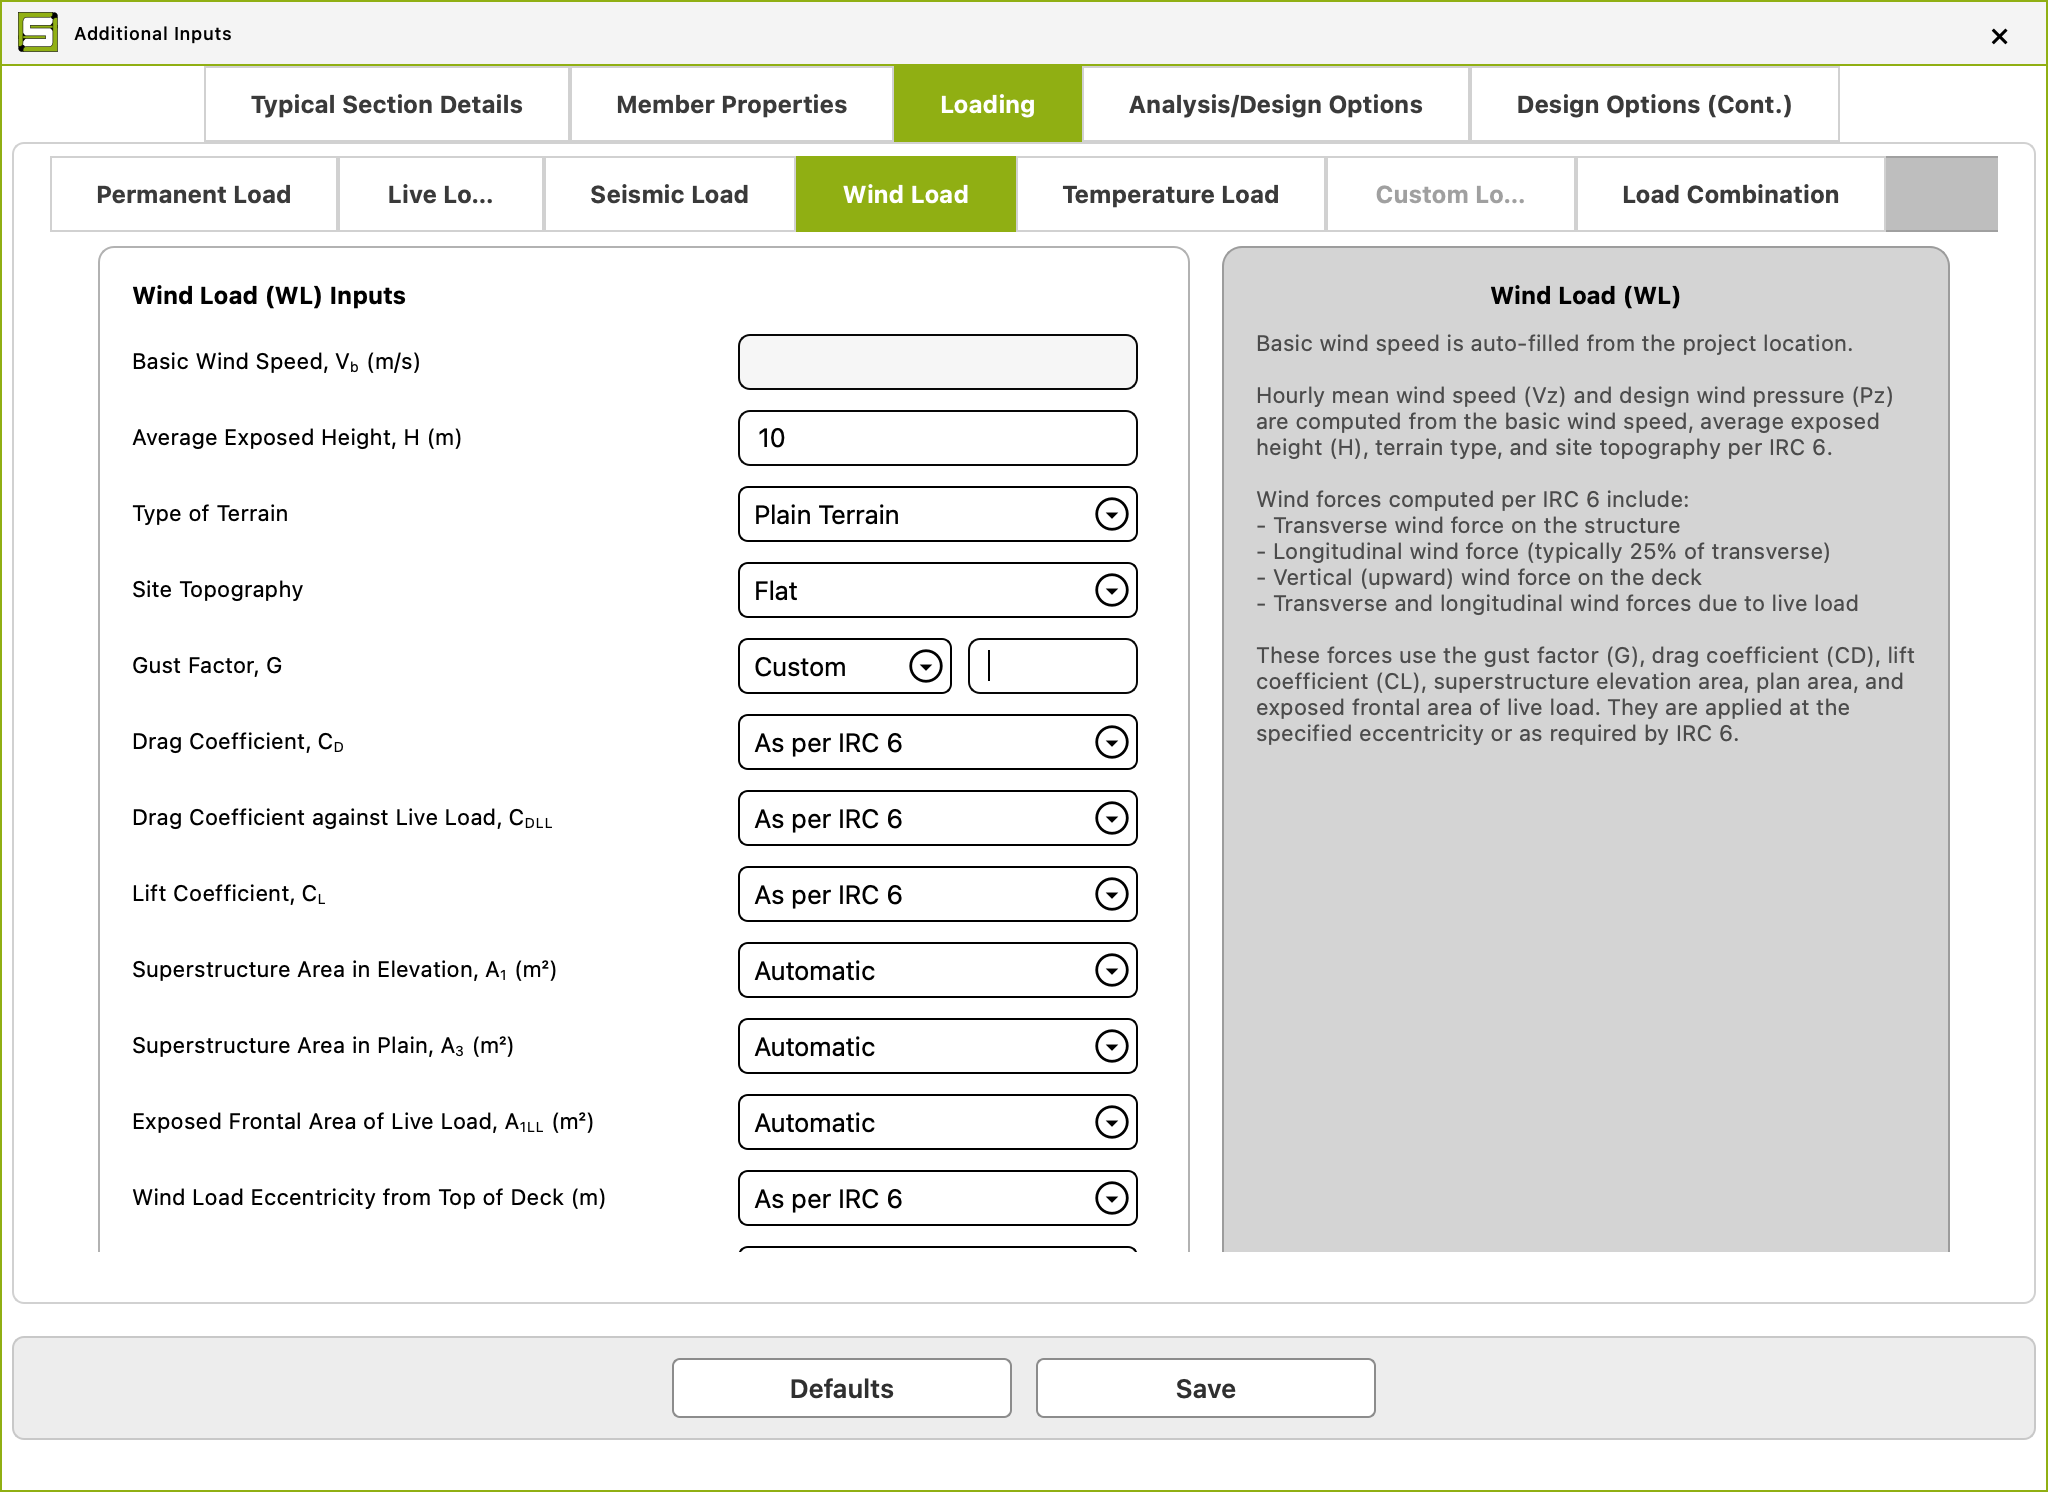 Additional Inputs
Typical Section Details
Member Properties
Loading
Analysis/Design Options
Design Options (Cont.)
Permanent Load
Live Lo...
Seismic Load
Wind Load
Temperature Load
Custom Lo...
Load Combination
Wind Load (WL) Inputs
Basic Wind Speed, Vb (m/s)
Average Exposed Height, H (m)
10
Type of Terrain
Plain Terrain
Site Topography
Flat
Gust Factor, G
Custom
Drag Coefficient, CD
As per IRC 6
Drag Coefficient against Live Load, CDLL
As per IRC 6
Lift Coefficient, CL
As per IRC 6
Superstructure Area in Elevation, A1 (m²)
Automatic
Superstructure Area in Plain, A3 (m²)
Automatic
Exposed Frontal Area of Live Load, A1LL (m²)
Automatic
Wind Load Eccentricity from Top of Deck (m)
As per IRC 6
Wind Load (WL)
Basic wind speed is auto-filled from the project location.
Hourly mean wind speed (Vz) and design wind pressure (Pz)
are computed from the basic wind speed, average exposed
height (H), terrain type, and site topography per IRC 6.
Wind forces computed per IRC 6 include:
- Transverse wind force on the structure
- Longitudinal wind force (typically 25% of transverse)
- Vertical (upward) wind force on the deck
- Transverse and longitudinal wind forces due to live load
These forces use the gust factor (G), drag coefficient (CD), lift
coefficient (CL), superstructure elevation area, plan area, and
exposed frontal area of live load. They are applied at the
specified eccentricity or as required by IRC 6.
Defaults
Save